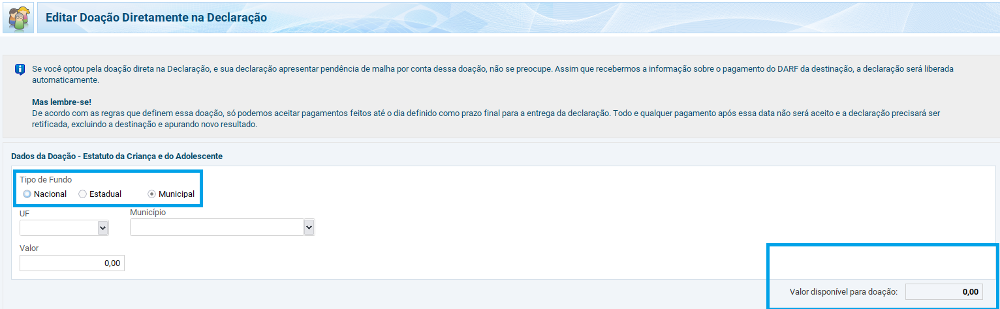 Editar Doação Diretamente na Declaração
Se você optou pela doação direta na Declaração, e sua declaração apresentar pendência de malha por conta dessa doação, não se preocupe. Assim que recebermos a informação sobre o pagamento do DARF da destinação, a declaração será liberada
automaticamente.
Mas lembre-se!
De acordo com as regras que definem essa doação, só podemos aceitar pagamentos feitos até o dia definido como prazo final para a entrega da declaração. Todo e qualquer pagamento após essa data não será aceito e a declaração precisará ser
retificada, excluindo a destinação e apurando novo resultado.
Dados da Doação - Estatuto da Criança e do Adolescente
Tipo de Fundo
Nacional Estadual Municipal
UF Município
Valor
0,00
Valor disponível para doação: 0,00